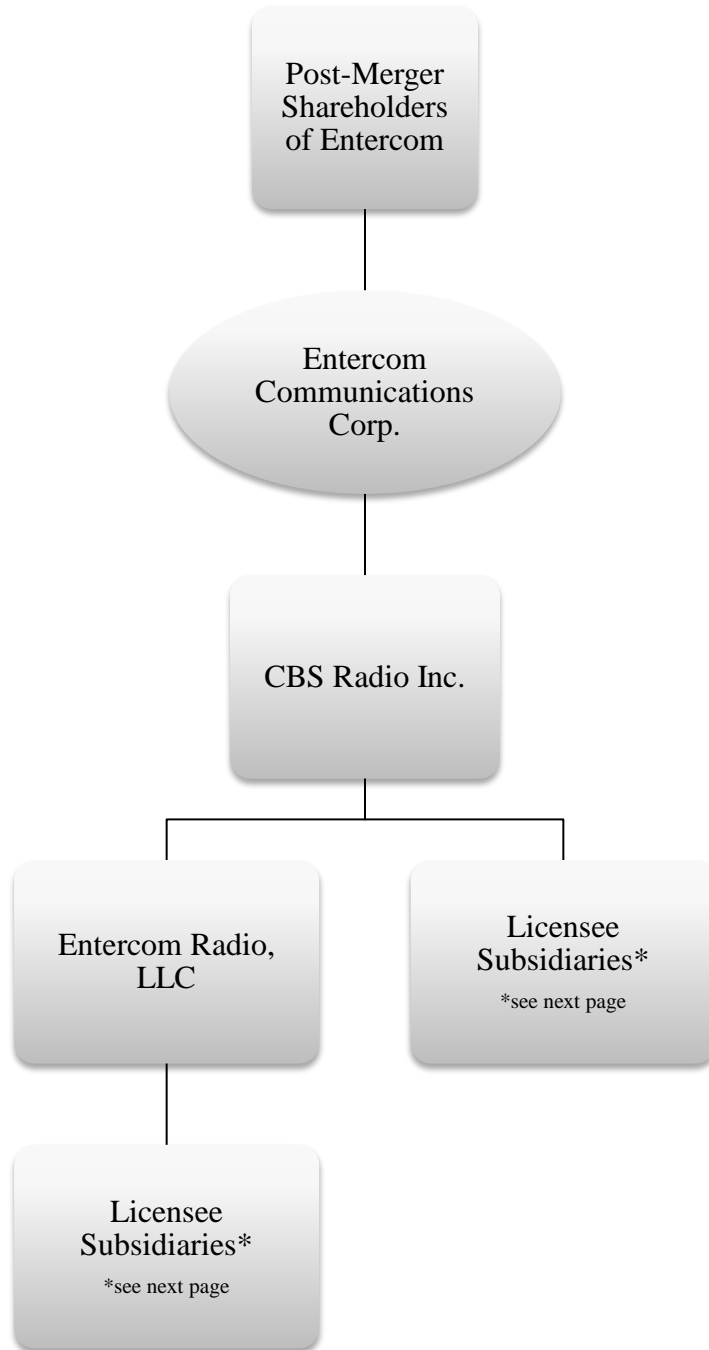 Post-Merger
Shareholders
of Entercom
Entercom
Communications
Corp.
CBS Radio Inc.
Entercom Radio,
LLC
Licensee
Subsidiaries*
*see next page
Licensee
Subsidiaries*
*see next page